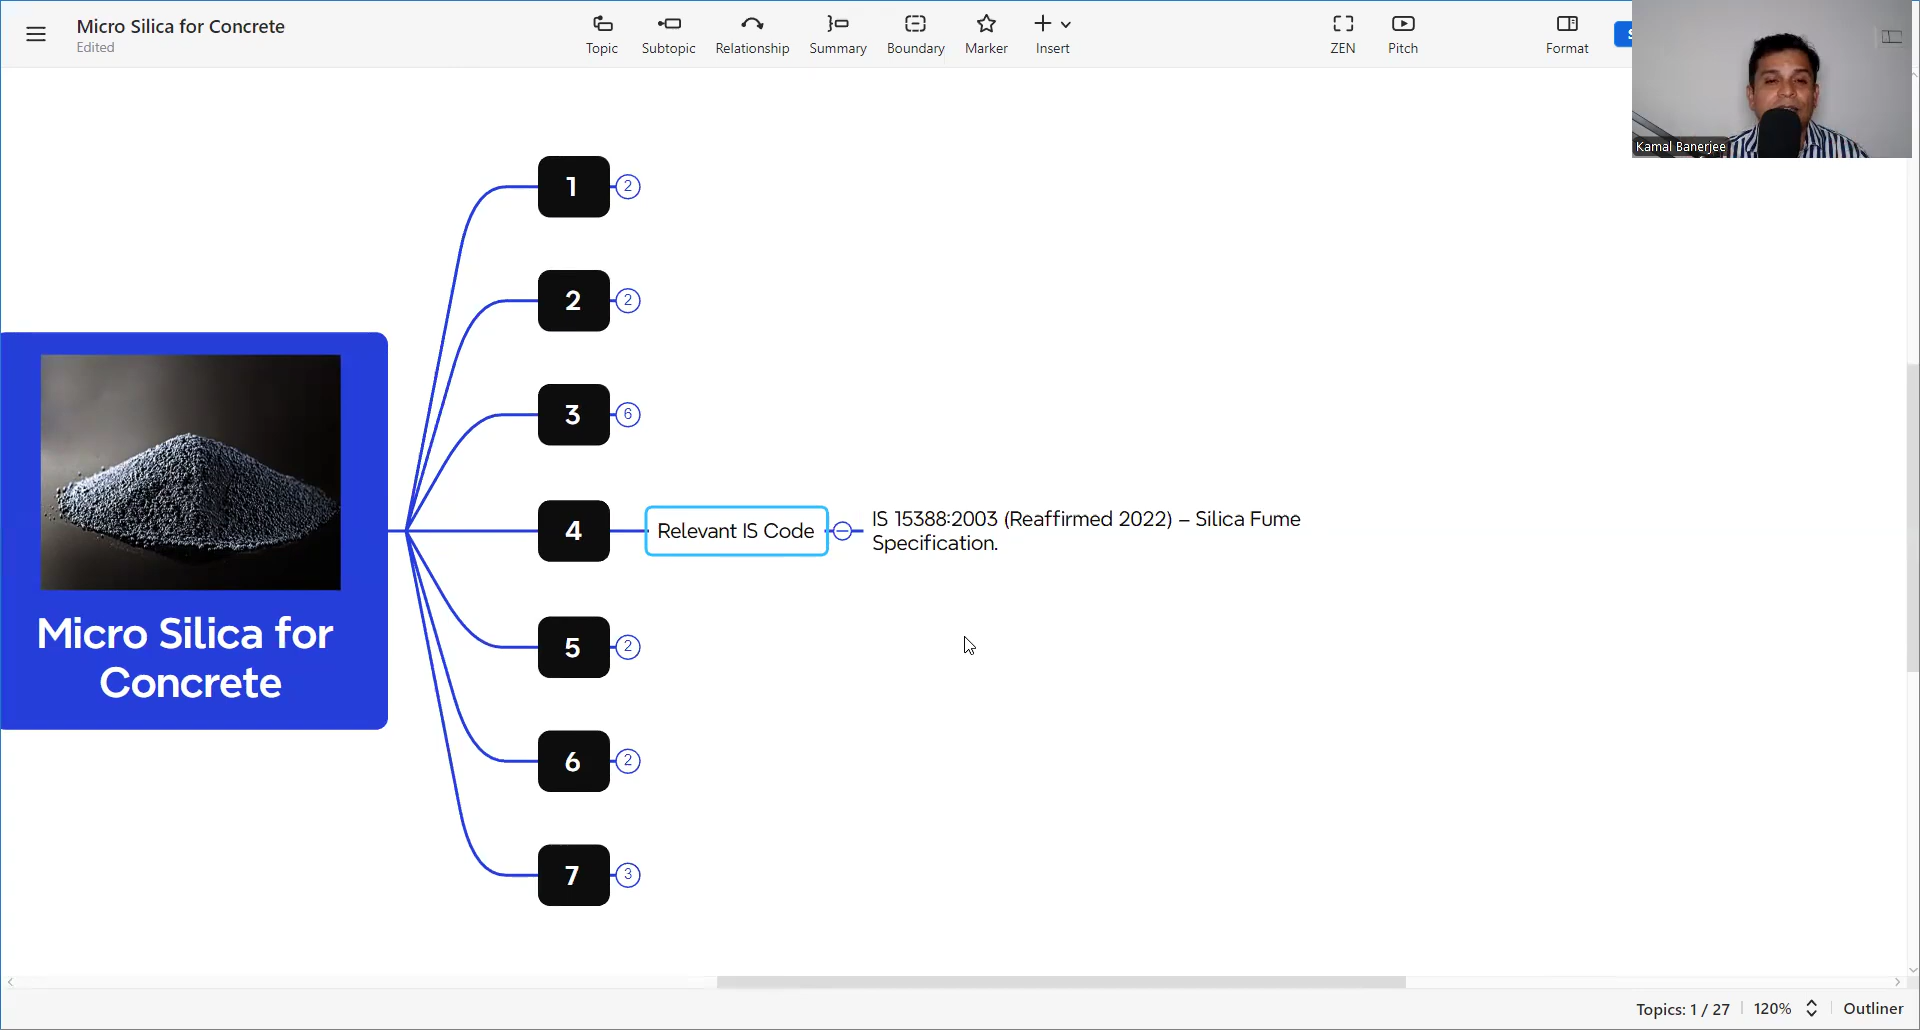 Micro Silica for Concrete
Edited
Topic
Subtopic
Relationship
Summary
Boundary
Marker
Insert
ZEN
Pitch
Format
Kamal Banerjee
1
2
2
2
3
6
4
Relevant IS Code
IS 15388:2003 (Reaffirmed 2022) – Silica Fume
Specification.
5
2
6
2
7
3
Micro Silica for
Concrete
Topics: 1 / 27
120%
Outliner